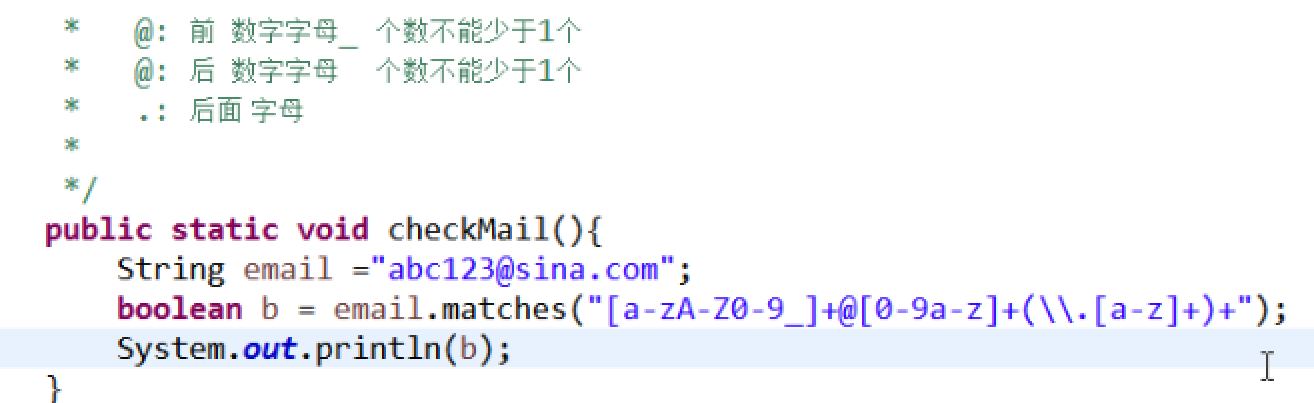 *   @: 前 数字字母_ 个数不能少于1个
*   @: 后 数字字母  个数不能少于1个
*   .: 后面 字母
*
*/
public static void checkMail(){
    String email ="abc123@sina.com";
    boolean b = email.matches("[a-zA-Z0-9_]+@[0-9a-z]+(\\.[a-z]+)+");
    System.out.println(b);
}